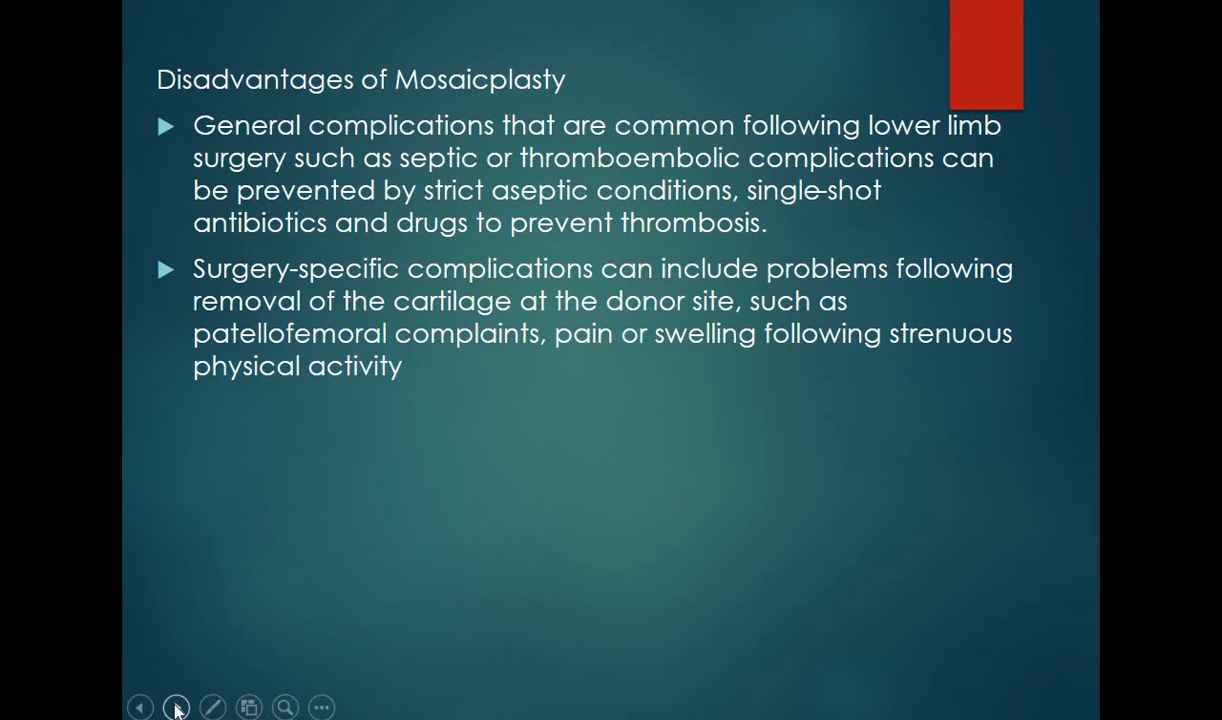 Disadvantages of Mosaicplasty
General complications that are common following lower limb
surgery such as septic or thromboembolic complications can
be prevented by strict aseptic conditions, single-shot
antibiotics and drugs to prevent thrombosis.
Surgery-specific complications can include problems following
removal of the cartilage at the donor site, such as
patellofemoral complaints, pain or swelling following strenuous
physical activity